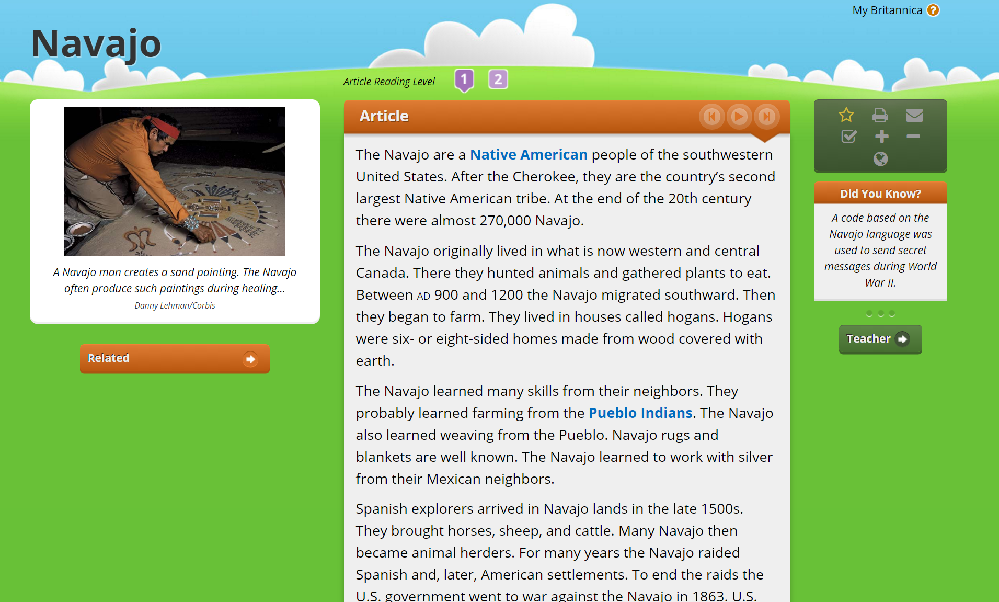 My Britannica ?
Navajo
Article Reading Level 1 2
A Navajo man creates a sand painting. The Navajo
often produce such paintings during healing...
Danny Lehman/Corbis
Related
Article
The Navajo are a Native American people of the southwestern
United States. After the Cherokee, they are the country’s second
largest Native American tribe. At the end of the 20th century
there were almost 270,000 Navajo.
The Navajo originally lived in what is now western and central
Canada. There they hunted animals and gathered plants to eat.
Between AD 900 and 1200 the Navajo migrated southward. Then
they began to farm. They lived in houses called hogans. Hogans
were six- or eight-sided homes made from wood covered with
earth.
The Navajo learned many skills from their neighbors. They
probably learned farming from the Pueblo Indians. The Navajo
also learned weaving from the Pueblo. Navajo rugs and
blankets are well known. The Navajo learned to work with silver
from their Mexican neighbors.
Spanish explorers arrived in Navajo lands in the late 1500s.
They brought horses, sheep, and cattle. Many Navajo then
became animal herders. For many years the Navajo raided
Spanish and, later, American settlements. To end the raids the
U.S. government went to war against the Navajo in 1863. U.S.
Did You Know?
A code based on the
Navajo language was
used to send secret
messages during World
War II.
Teacher